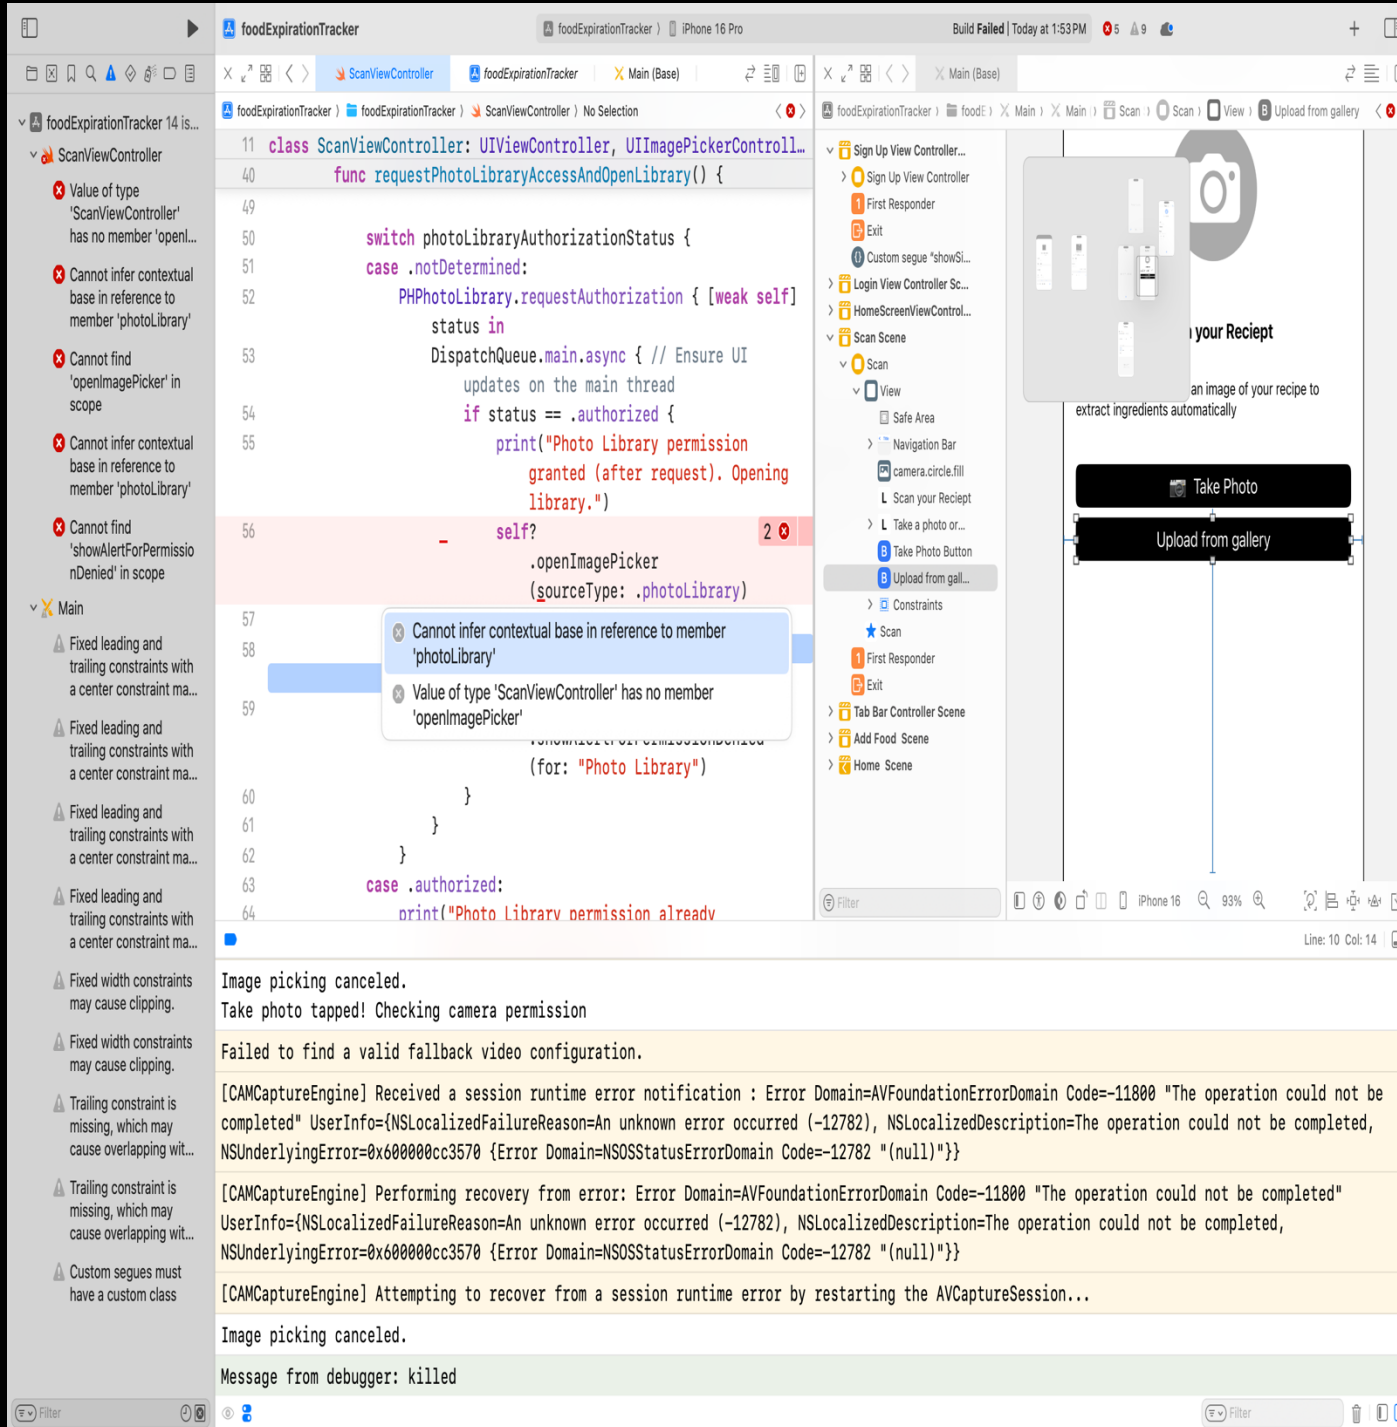 foodExpirationTracker
foodExpirationTracker
iPhone 16 Pro
Build Failed | Today at 1:53 PM
5
9
ScanViewController
foodExpirationTracker
Main (Base)
Main (Base)
foodExpirationTracker
foodExpirationTracker
ScanViewController
No Selection
foodExpirationTracker
foodE
Main
Main
Scan
Scan
View
Upload from gallery
foodExpirationTracker 14 is...
ScanViewController
Value of type
'ScanViewController'
has no member 'openI...
Cannot infer contextual
base in reference to
member 'photoLibrary'
Cannot find
'openImagePicker' in
scope
Cannot infer contextual
base in reference to
member 'photoLibrary'
Cannot find
'showAlertForPermissio
nDenied' in scope
Main
Fixed leading and
trailing constraints with
a center constraint ma...
Fixed leading and
trailing constraints with
a center constraint ma...
Fixed leading and
trailing constraints with
a center constraint ma...
Fixed leading and
trailing constraints with
a center constraint ma...
Fixed width constraints
may cause clipping.
Fixed width constraints
may cause clipping.
Trailing constraint is
missing, which may
cause overlapping wit...
Trailing constraint is
missing, which may
cause overlapping wit...
Custom segues must
have a custom class
Filter
11 class ScanViewController: UIViewController, UIImagePickerControll...
40 func requestPhotoLibraryAccessAndOpenLibrary() {
49
50 switch photoLibraryAuthorizationStatus {
51 case .notDetermined:
52 PHPhotoLibrary.requestAuthorization { [weak self]
status in
53 DispatchQueue.main.async { // Ensure UI
updates on the main thread
54 if status == .authorized {
55 print("Photo Library permission
granted (after request). Opening
library.")
56 self?
2
.openImagePicker
(sourceType: .photoLibrary)
57
58
Cannot infer contextual base in reference to member
'photoLibrary'
Value of type 'ScanViewController' has no member
'openImagePicker'
59
.showAlertForPermissionDenied
(for: "Photo Library")
60 }
61 }
62 }
63 case .authorized:
64 print("Photo Library permission already
Sign Up View Controller...
Sign Up View Controller
1 First Responder
Exit
Custom segue "showSi...
Login View Controller Sc...
HomeScreenViewControl...
Scan Scene
Scan
View
Safe Area
Navigation Bar
camera.circle.fill
L Scan your Reciept
L Take a photo or...
B Take Photo Button
B Upload from gall...
Constraints
Scan
1 First Responder
Exit
Tab Bar Controller Scene
Add Food Scene
Home Scene
Filter
your Reciept
an image of your recipe to
extract ingredients automatically
Take Photo
Upload from gallery
iPhone 16
93%
Line: 10 Col: 14
Image picking canceled.
Take photo tapped! Checking camera permission
Failed to find a valid fallback video configuration.
[CAMCaptureEngine] Received a session runtime error notification : Error Domain=AVFoundationErrorDomain Code=-11800 "The operation could not be
completed" UserInfo={NSLocalizedFailureReason=An unknown error occurred (-12782), NSLocalizedDescription=The operation could not be completed,
NSUnderlyingError=0x600000cc3570 {Error Domain=NSOSStatusErrorDomain Code=-12782 "(null)"}}
[CAMCaptureEngine] Performing recovery from error: Error Domain=AVFoundationErrorDomain Code=-11800 "The operation could not be completed"
UserInfo={NSLocalizedFailureReason=An unknown error occurred (-12782), NSLocalizedDescription=The operation could not be completed,
NSUnderlyingError=0x600000cc3570 {Error Domain=NSOSStatusErrorDomain Code=-12782 "(null)"}}
[CAMCaptureEngine] Attempting to recover from a session runtime error by restarting the AVCaptureSession...
Image picking canceled.
Message from debugger: killed
Filter